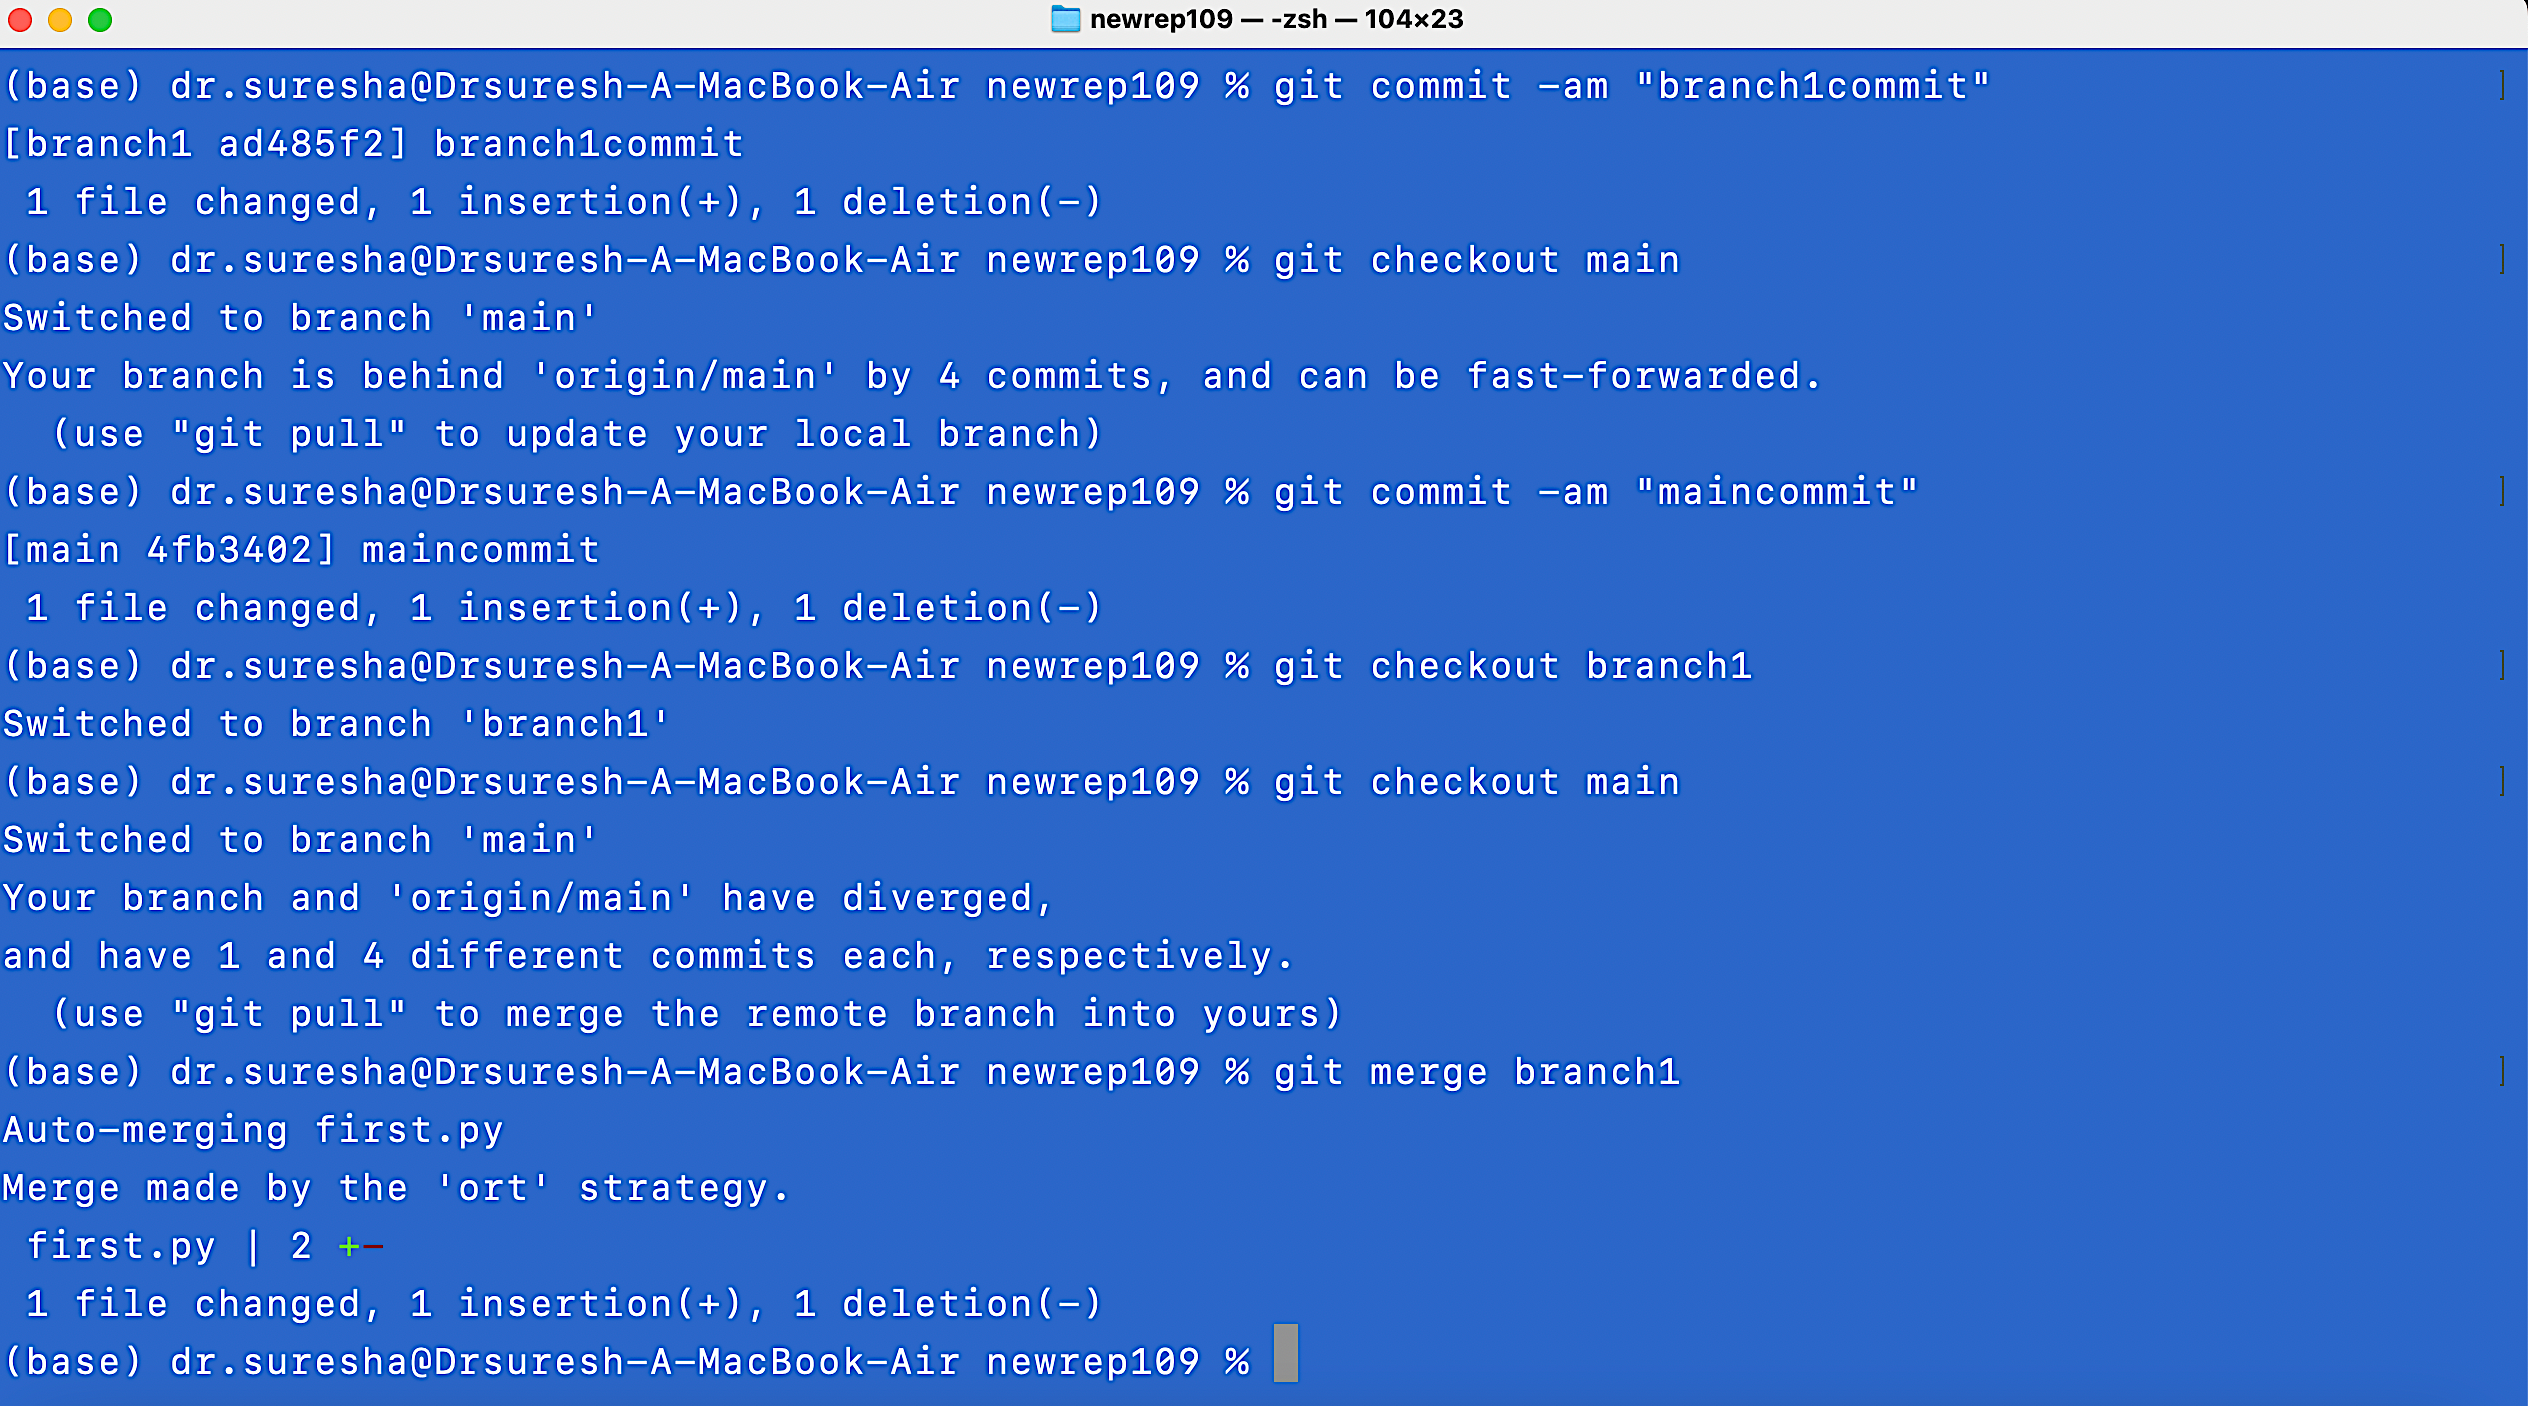 newrep109 — -zsh — 104×23
(base) dr.suresha@Drsuresh-A-MacBook-Air newrep109 % git commit -am "branch1commit"
[branch1 ad485f2] branch1commit
 1 file changed, 1 insertion(+), 1 deletion(-)
(base) dr.suresha@Drsuresh-A-MacBook-Air newrep109 % git checkout main
Switched to branch 'main'
Your branch is behind 'origin/main' by 4 commits, and can be fast-forwarded.
  (use "git pull" to update your local branch)
(base) dr.suresha@Drsuresh-A-MacBook-Air newrep109 % git commit -am "maincommit"
[main 4fb3402] maincommit
 1 file changed, 1 insertion(+), 1 deletion(-)
(base) dr.suresha@Drsuresh-A-MacBook-Air newrep109 % git checkout branch1
Switched to branch 'branch1'
(base) dr.suresha@Drsuresh-A-MacBook-Air newrep109 % git checkout main
Switched to branch 'main'
Your branch and 'origin/main' have diverged,
and have 1 and 4 different commits each, respectively.
  (use "git pull" to merge the remote branch into yours)
(base) dr.suresha@Drsuresh-A-MacBook-Air newrep109 % git merge branch1
Auto-merging first.py
Merge made by the 'ort' strategy.
 first.py | 2 +-
 1 file changed, 1 insertion(+), 1 deletion(-)
(base) dr.suresha@Drsuresh-A-MacBook-Air newrep109 %